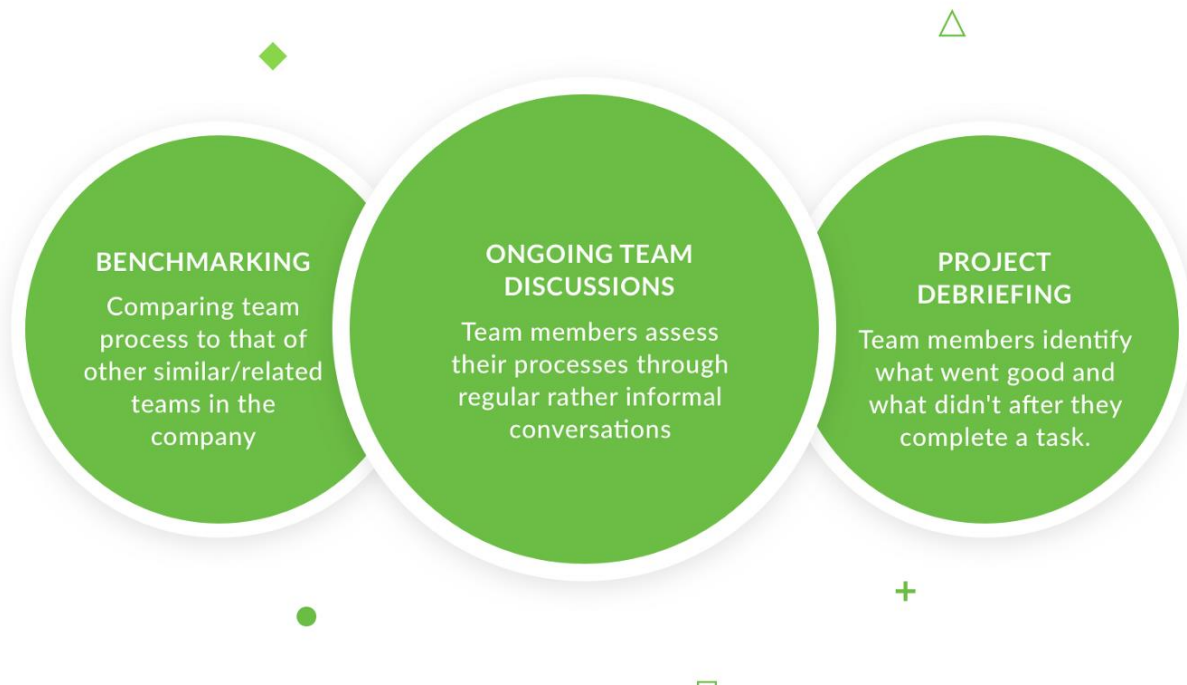 BENCHMARKING
Comparing team
process to that of
other similar/related
teams in the
company
ONGOING TEAM
DISCUSSIONS
Team members assess
their processes through
regular rather informal
conversations
PROJECT
DEBRIEFING
Team members identify
what went good and
what didn't after they
complete a task.